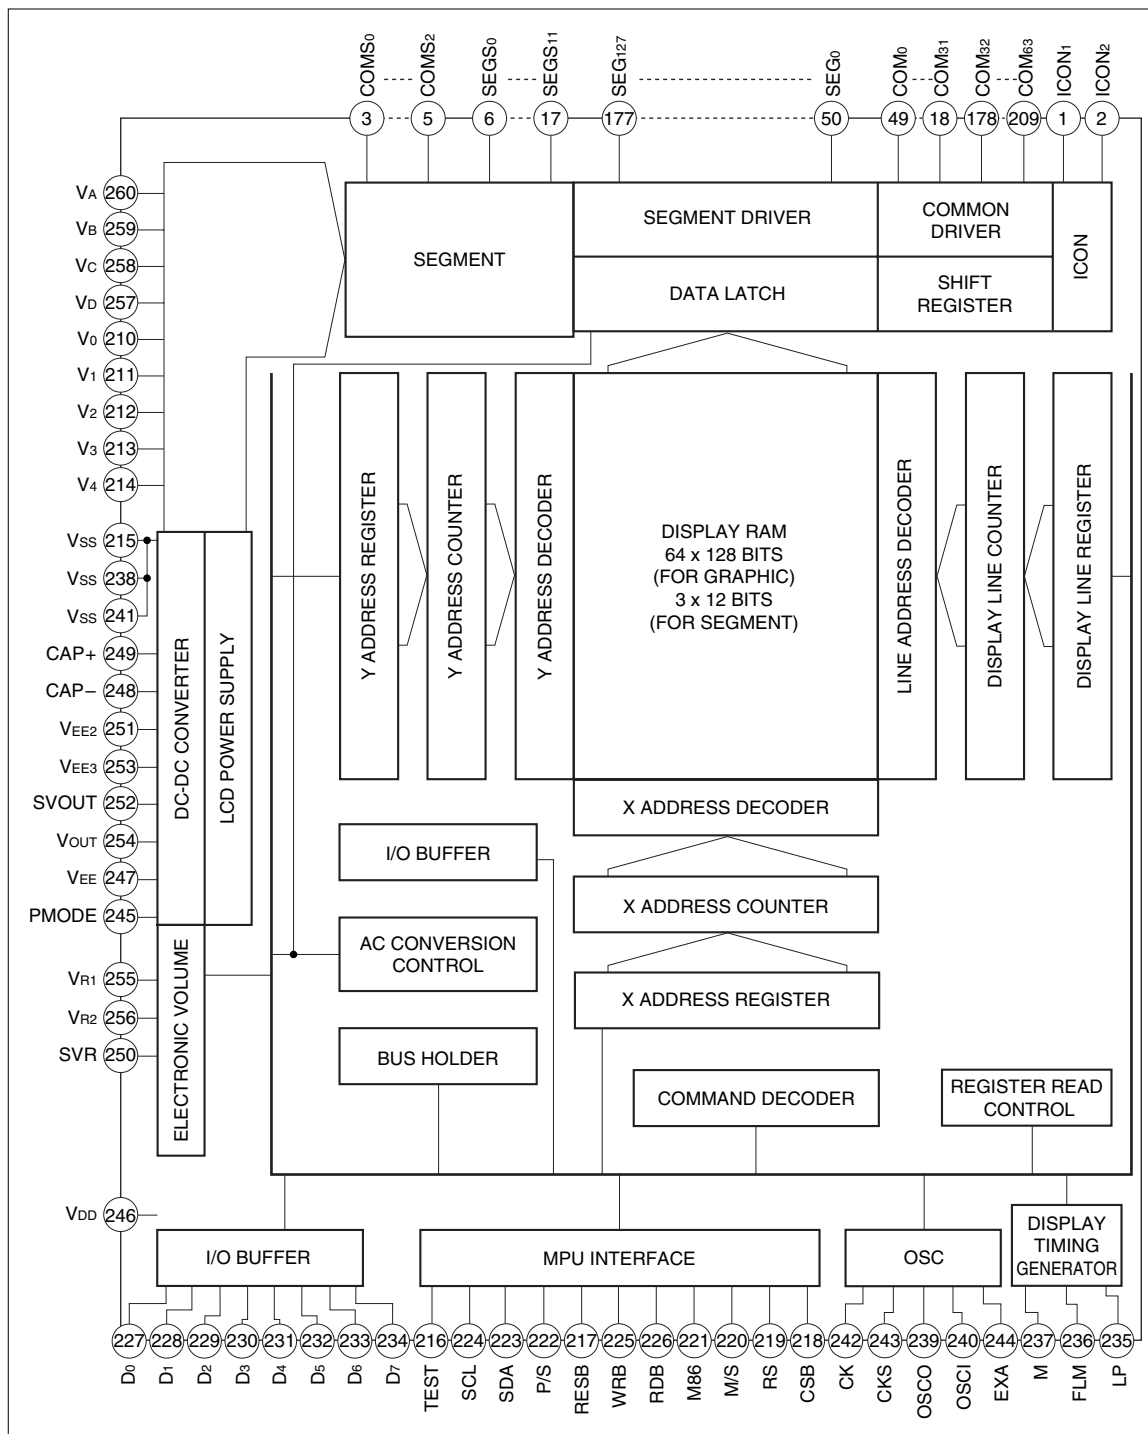 COMS0
COMS2
SEGS0
SEGS11
SEG127
SEG0
COM0
COM31
COM32
COM63
ICON1
ICON2
3
5
6
17
177
50
49
18
178
209
1
2
VA 260
VB 259
VC 258
VD 257
V0 210
V1 211
V2 212
V3 213
V4 214
VSS 215
VSS 238
VSS 241
CAP+ 249
CAP− 248
VEE2 251
VEE3 253
SVOUT 252
VOUT 254
VEE 247
PMODE 245
VR1 255
VR2 256
SVR 250
VDD 246
SEGMENT
SEGMENT DRIVER
COMMON
DRIVER
ICON
DATA LATCH
SHIFT
REGISTER
DC-DC CONVERTER
LCD POWER SUPPLY
ELECTRONIC VOLUME
Y ADDRESS REGISTER
Y ADDRESS COUNTER
Y ADDRESS DECODER
DISPLAY RAM
64 x 128 BITS
(FOR GRAPHIC)
3 x 12 BITS
(FOR SEGMENT)
LINE ADDRESS DECODER
DISPLAY LINE COUNTER
DISPLAY LINE REGISTER
X ADDRESS DECODER
I/O BUFFER
X ADDRESS COUNTER
AC CONVERSION
CONTROL
X ADDRESS REGISTER
BUS HOLDER
COMMAND DECODER
REGISTER READ
CONTROL
I/O BUFFER
MPU INTERFACE
OSC
DISPLAY
TIMING
GENERATOR
227
228
229
230
231
232
233
234
216
224
223
222
217
225
226
221
220
219
218
242
243
239
240
244
237
236
235
D0
D1
D2
D3
D4
D5
D6
D7
TEST
SCL
SDA
P/S
RESB
WRB
RDB
M86
M/S
RS
CSB
CK
CKS
OSCO
OSCI
EXA
M
FLM
LP